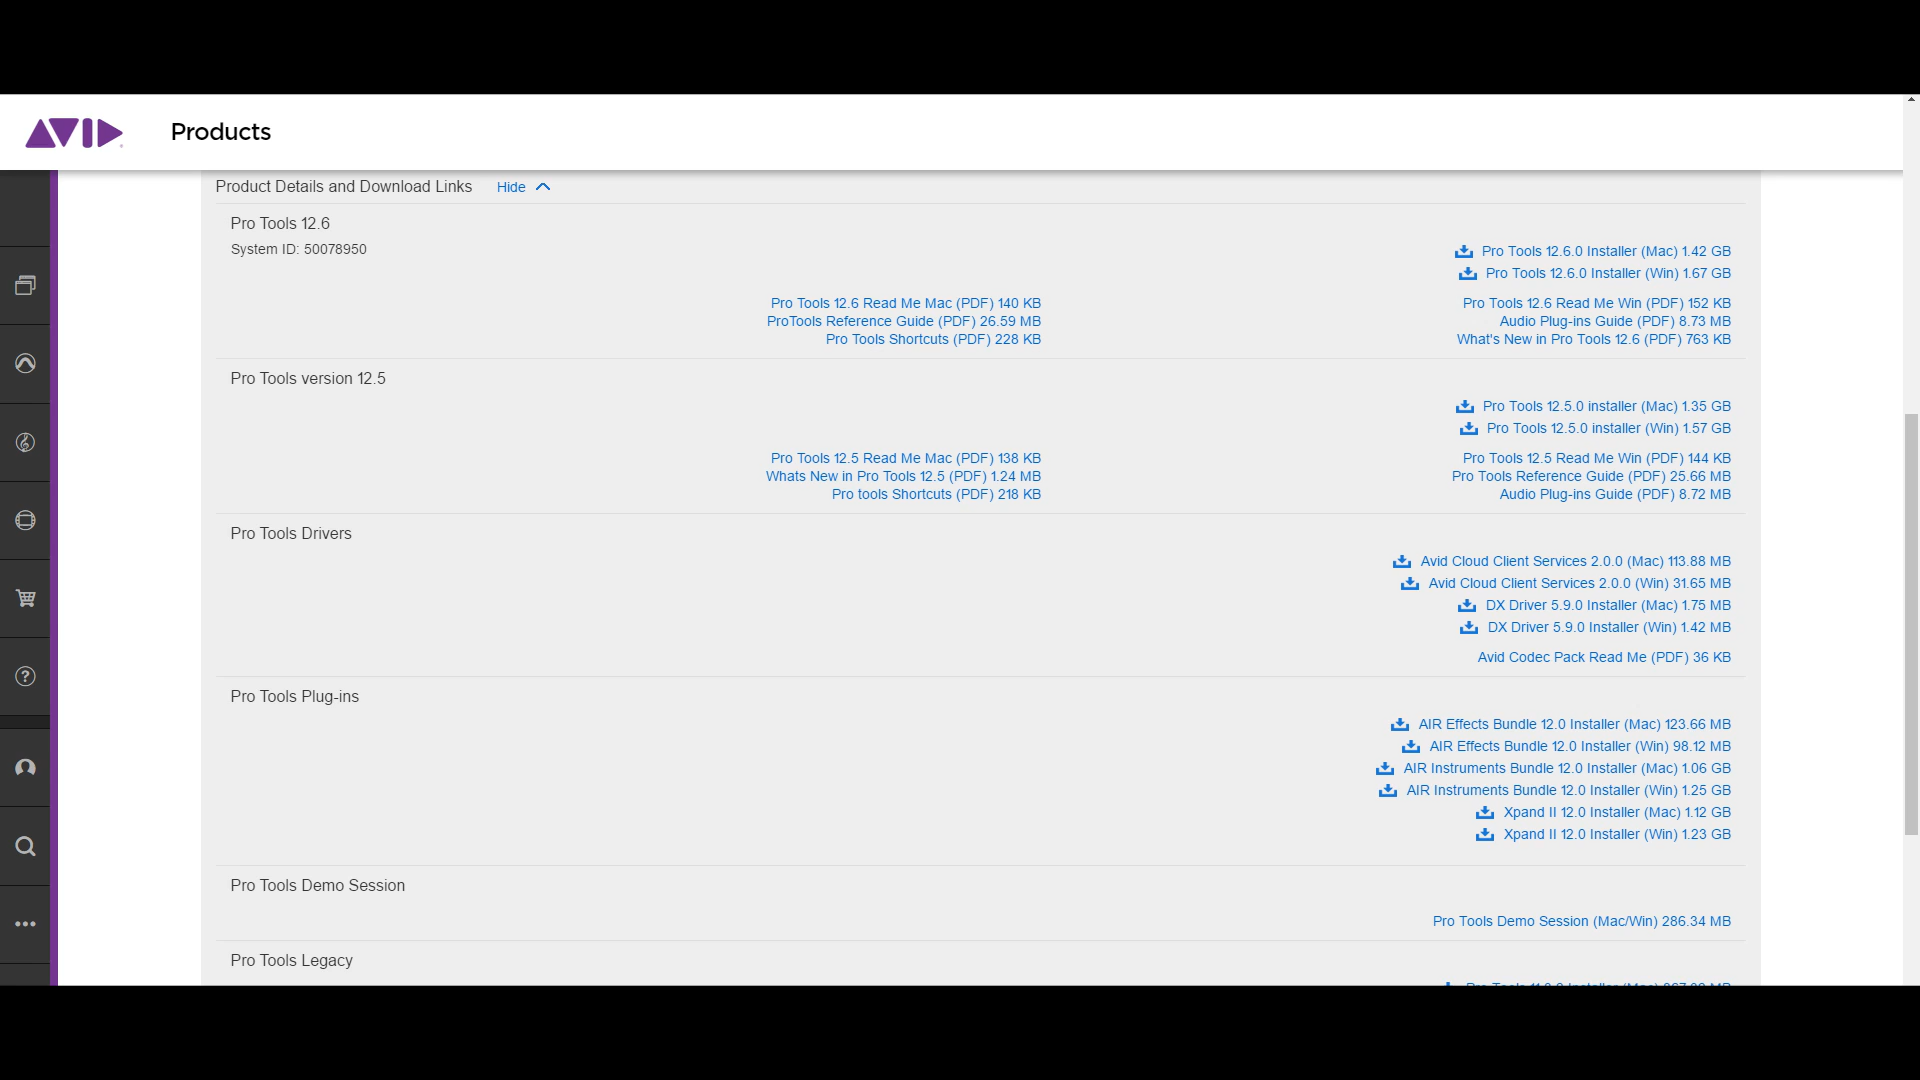 AVID
Products
Product Details and Download Links Hide
Pro Tools 12.6
System ID: 50078950
Pro Tools 12.6.0 Installer (Mac) 1.42 GB
Pro Tools 12.6.0 Installer (Win) 1.67 GB
Pro Tools 12.6 Read Me Mac (PDF) 140 KB
Pro Tools 12.6 Read Me Win (PDF) 152 KB
ProTools Reference Guide (PDF) 26.59 MB
Audio Plug-ins Guide (PDF) 8.73 MB
Pro Tools Shortcuts (PDF) 228 KB
What's New in Pro Tools 12.6 (PDF) 763 KB
Pro Tools version 12.5
Pro Tools 12.5.0 installer (Mac) 1.35 GB
Pro Tools 12.5.0 installer (Win) 1.57 GB
Pro Tools 12.5 Read Me Mac (PDF) 138 KB
Pro Tools 12.5 Read Me Win (PDF) 144 KB
Whats New in Pro Tools 12.5 (PDF) 1.24 MB
Pro Tools Reference Guide (PDF) 25.66 MB
Pro tools Shortcuts (PDF) 218 KB
Audio Plug-ins Guide (PDF) 8.72 MB
Pro Tools Drivers
Avid Cloud Client Services 2.0.0 (Mac) 113.88 MB
Avid Cloud Client Services 2.0.0 (Win) 31.65 MB
DX Driver 5.9.0 Installer (Mac) 1.75 MB
DX Driver 5.9.0 Installer (Win) 1.42 MB
Avid Codec Pack Read Me (PDF) 36 KB
Pro Tools Plug-ins
AIR Effects Bundle 12.0 Installer (Mac) 123.66 MB
AIR Effects Bundle 12.0 Installer (Win) 98.12 MB
AIR Instruments Bundle 12.0 Installer (Mac) 1.06 GB
AIR Instruments Bundle 12.0 Installer (Win) 1.25 GB
Xpand II 12.0 Installer (Mac) 1.12 GB
Xpand II 12.0 Installer (Win) 1.23 GB
Pro Tools Demo Session
Pro Tools Demo Session (Mac/Win) 286.34 MB
Pro Tools Legacy